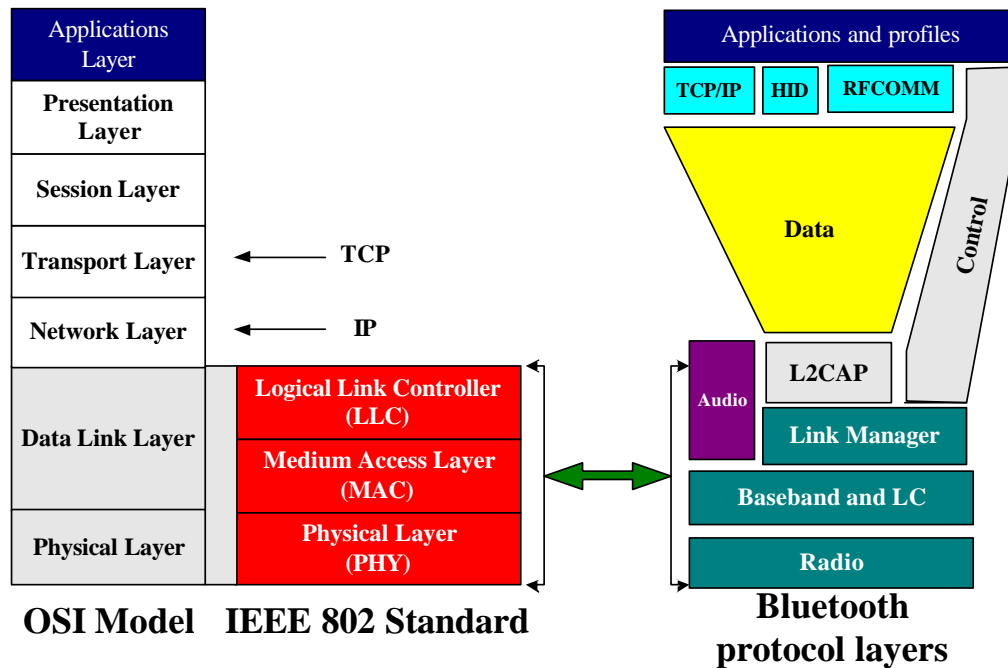 Applications
Layer
Presentation
Layer
Session Layer
Transport Layer
Network Layer
Data Link Layer
Physical Layer
TCP
IP
Logical Link Controller
(LLC)
Medium Access Layer
(MAC)
Physical Layer
(PHY)
OSI Model
IEEE 802 Standard
Applications and profiles
TCP/IP
HID
RFCOMM
Data
Control
L2CAP
Audio
Link Manager
Baseband and LC
Radio
Bluetooth
protocol layers